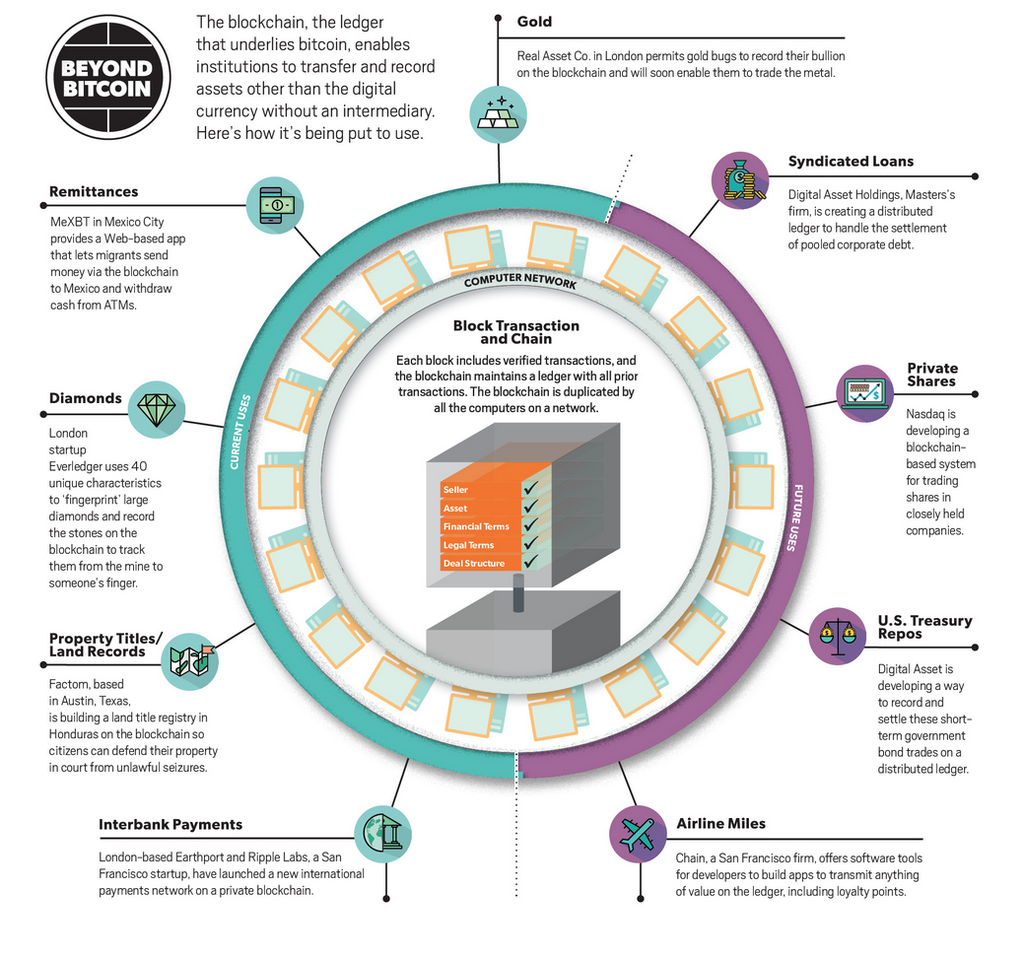 BEYOND
BITCOIN
The blockchain, the ledger
that underlies bitcoin, enables
institutions to transfer and record
assets other than the digital
currency without an intermediary.
Here's how it's being put to use.
Gold
Real Asset Co. in London permits gold bugs to record their bullion
on the blockchain and will soon enable them to trade the metal.
Syndicated Loans
Digital Asset Holdings, Masters's
firm, is creating a distributed
ledger to handle the settlement
of pooled corporate debt.
Remittances
MeXBT in Mexico City
provides a Web-based app
that lets migrants send
money via the blockchain
to Mexico and withdraw
cash from ATMs.
COMPUTER NETWORK
Block Transaction
and Chain
Each block includes verified transactions, and
the blockchain maintains a ledger with all prior
transactions. The blockchain is duplicated by
all the computers on a network.
Seller
Asset
Financial Terms
Legal Terms
Deal Structure
CURRENT USES
FUTURE USES
Private
Shares
Nasdaq is
developing a
blockchain-
based system
for trading
shares in
closely held
companies.
Diamonds
London
startup
Everledger uses 40
unique characteristics
to 'fingerprint' large
diamonds and record
the stones on the
blockchain to track
them from the mine to
someone's finger.
U.S. Treasury
Repos
Digital Asset is
developing a way
to record and
settle these short-
term government
bond trades on a
distributed ledger.
Property Titles/
Land Records
Factom, based
in Austin, Texas,
is building a land title registry in
Honduras on the blockchain so
citizens can defend their property
in court from unlawful seizures.
Interbank Payments
London-based Earthport and Ripple Labs, a San
Francisco startup, have launched a new international
payments network on a private blockchain.
Airline Miles
Chain, a San Francisco firm, offers software tools
for developers to build apps to transmit anything
of value on the ledger, including loyalty points.